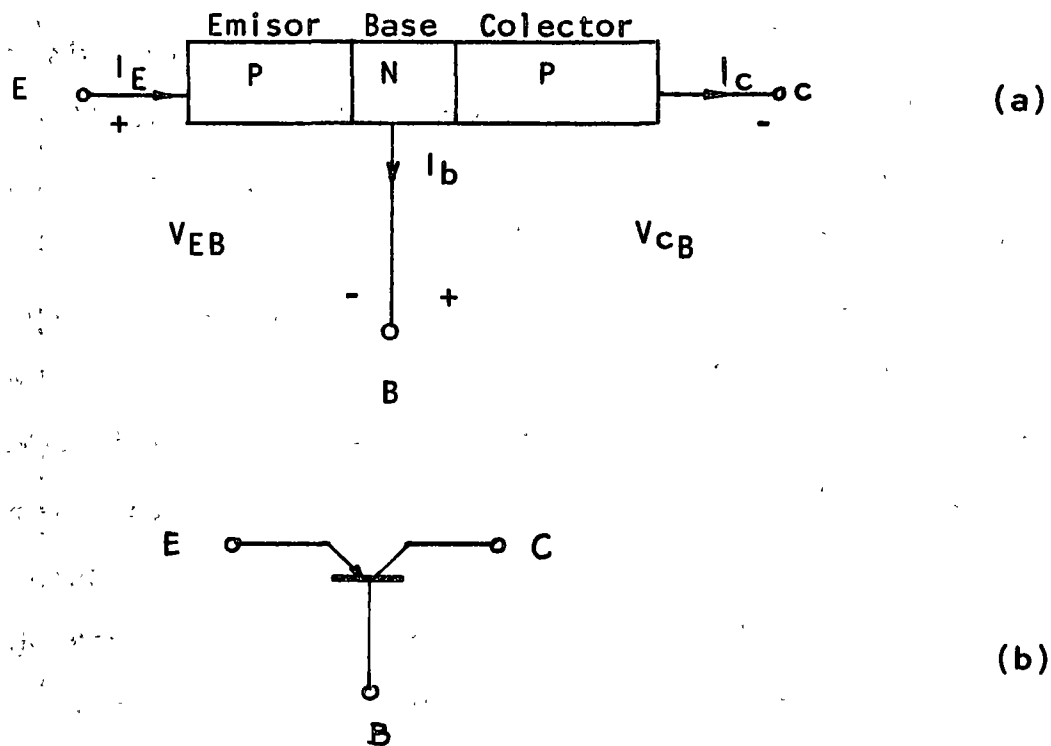 Emisor Base Colector
E I_E P N P I_c c (a)
+ -
I_b
V_EB V_cB
- +
B
E C
(b)
B